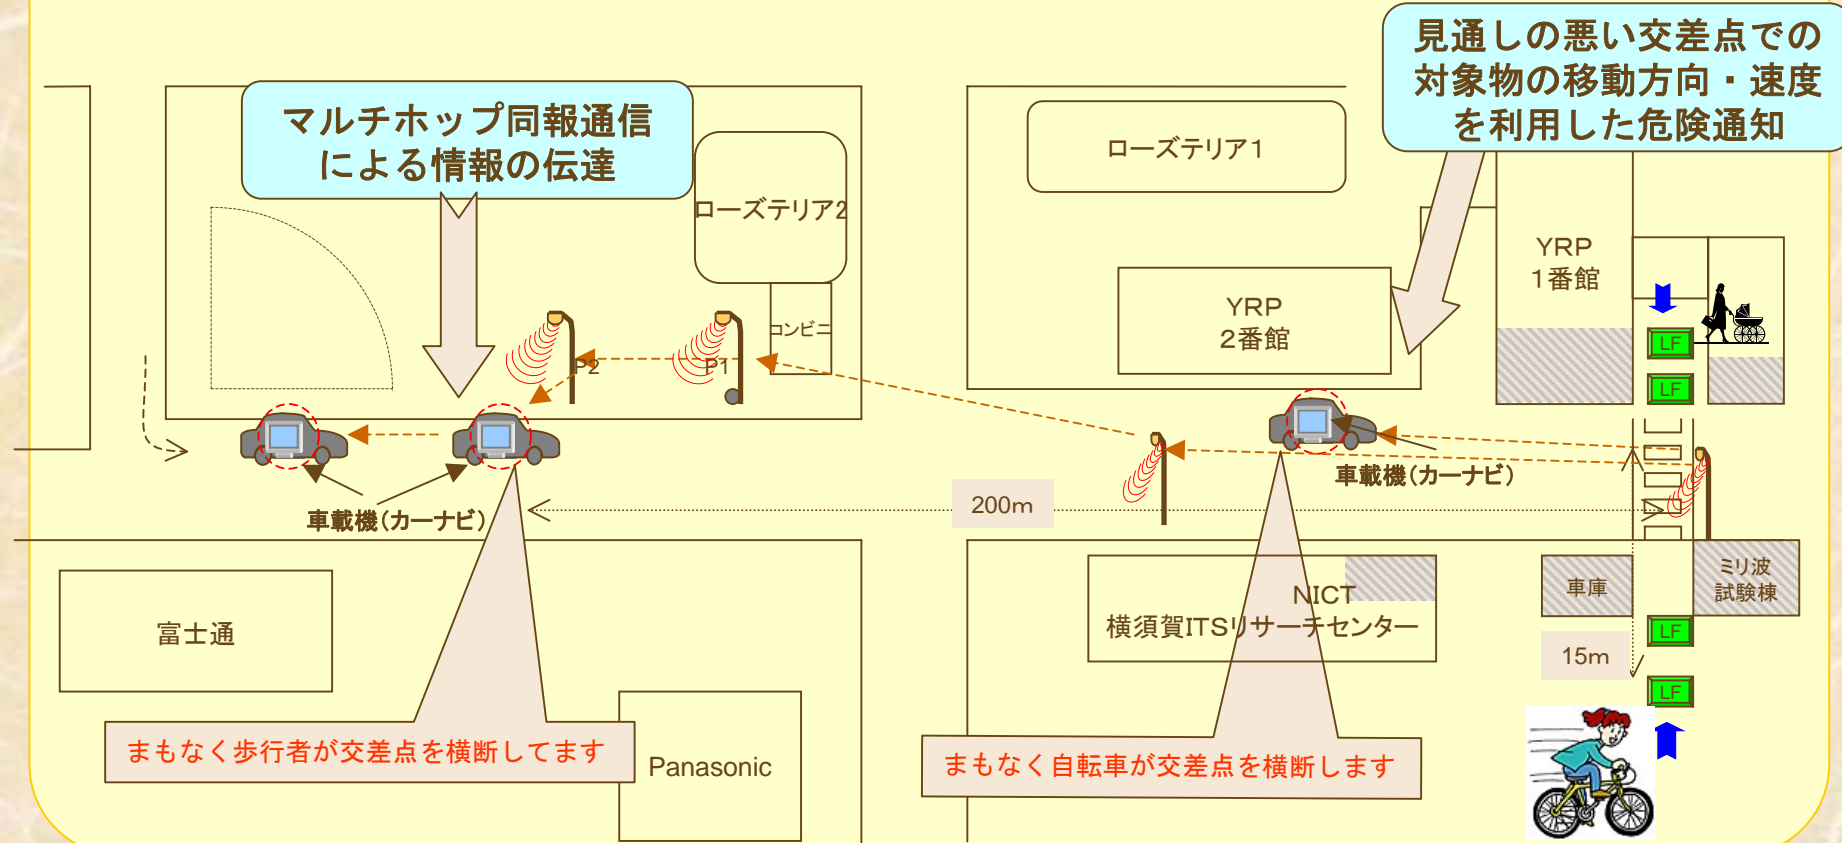 見通しの悪い交差点での
対象物の移動方向・速度
を利用した危険通知
マルチホップ同報通信
による情報の伝達
ローズテリア2
コンビニ
ローズテリア1
YRP
1番館
YRP
2番館
P2
P1
LF
LF
車載機(カーナビ)
車載機(カーナビ)
200m
NICT
横須賀ITSリサーチセンター
車庫
ミリ波
試験棟
富士通
LF
15m
LF
まもなく歩行者が交差点を横断してます
Panasonic
まもなく自転車が交差点を横断します